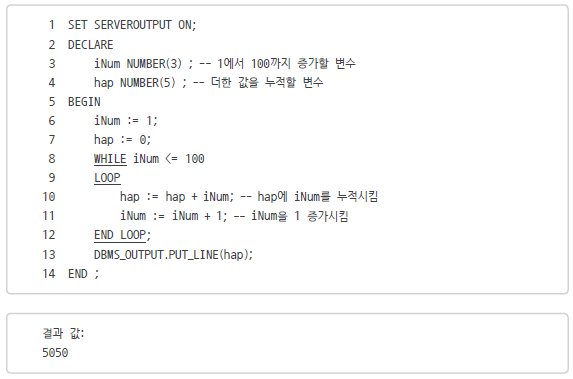 1 SET SERVEROUTPUT ON;
2 DECLARE
3 iNum NUMBER(3) ; -- 1에서 100까지 증가할 변수
4 hap NUMBER(5) ; -- 더한 값을 누적할 변수
5 BEGIN
6 iNum := 1;
7 hap := 0;
8 WHILE iNum <= 100
9 LOOP
10 hap := hap + iNum; -- hap에 iNum를 누적시킴
11 iNum := iNum + 1; -- iNum을 1 증가시킴
12 END LOOP;
13 DBMS_OUTPUT.PUT_LINE(hap);
14 END ;
결과 값:
5050